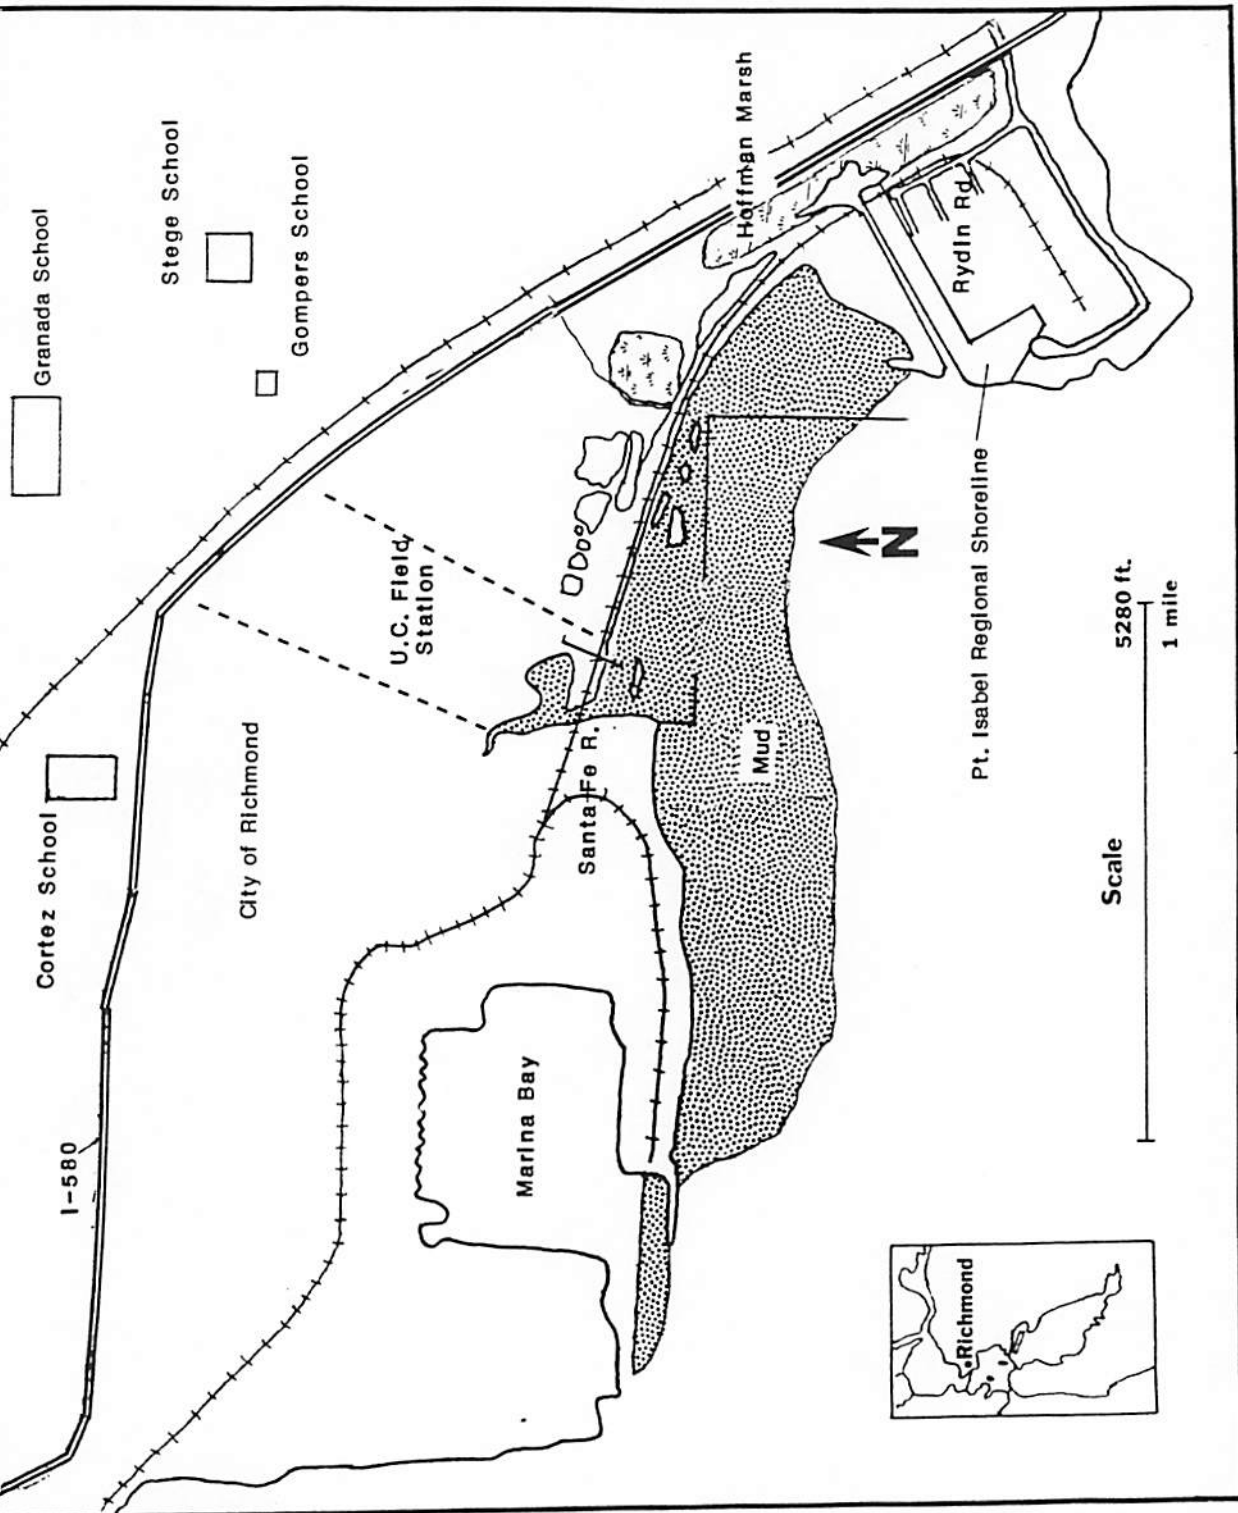 Granada School
Stege School
Gompers School
Cortez School
I-580
City of Richmond
U.C. Field
Station
Hoffman Marsh
Rydin Rd
Santa Fe R.
Marina Bay
Mud
N
Pt. Isabel Regional Shoreline
Scale
5280 ft.
1 mile
Richmond